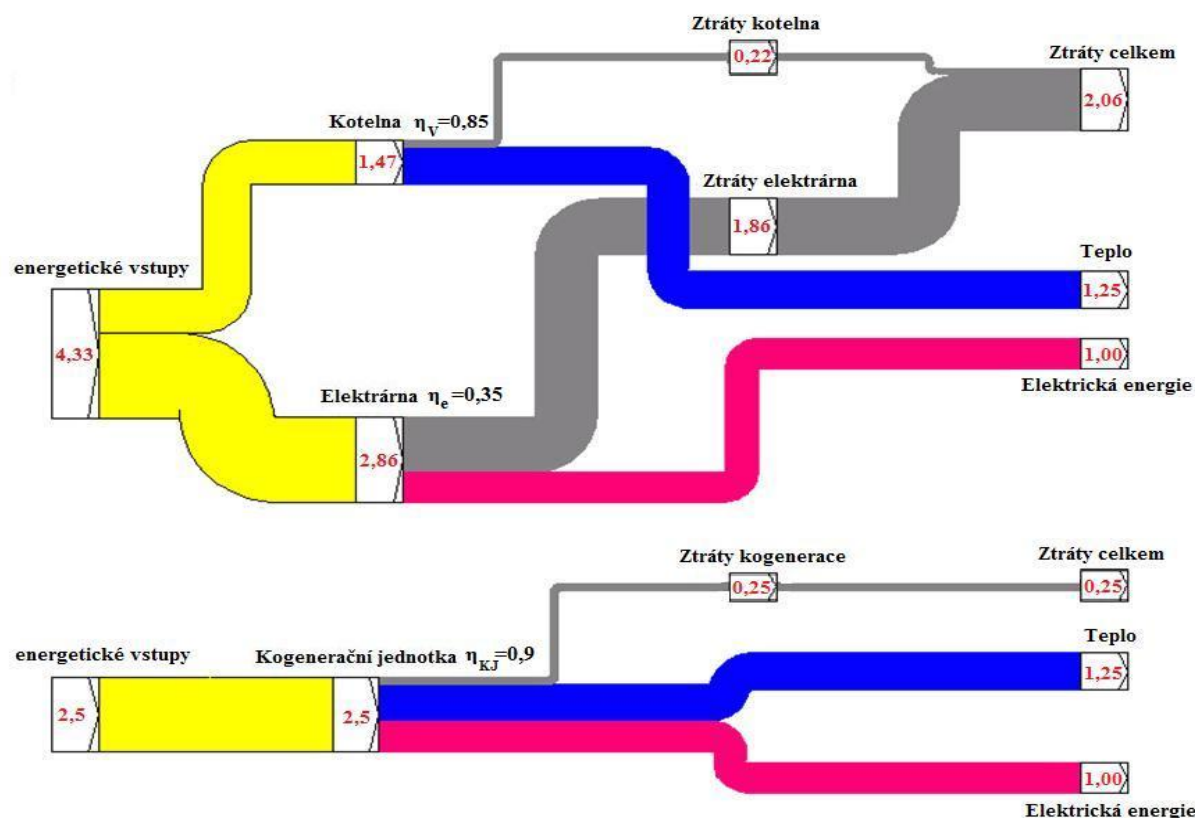 Ztráty kotelna
0,22
Ztráty celkem
2,06
Kotelna η_V=0,85
1,47
Ztráty elektrárna
1,86
energetické vstupy
4,33
Teplo
1,25
1,00
Elektrická energie
Elektrárna η_e=0,35
2,86
Ztráty kogenerace
0,25
Ztráty celkem
0,25
energetické vstupy
2,5
Kogenerační jednotka η_KJ=0,9
2,5
Teplo
1,25
1,00
Elektrická energie